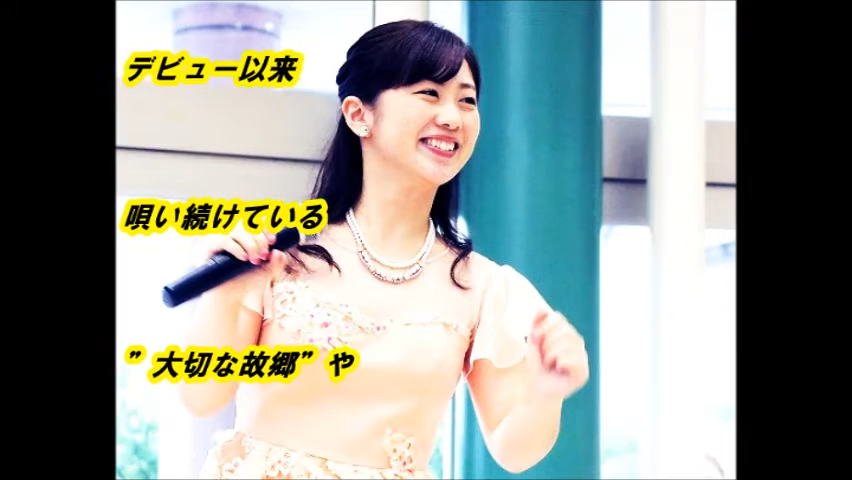 デビュー以来
唄い続けている
”大切な故郷”や